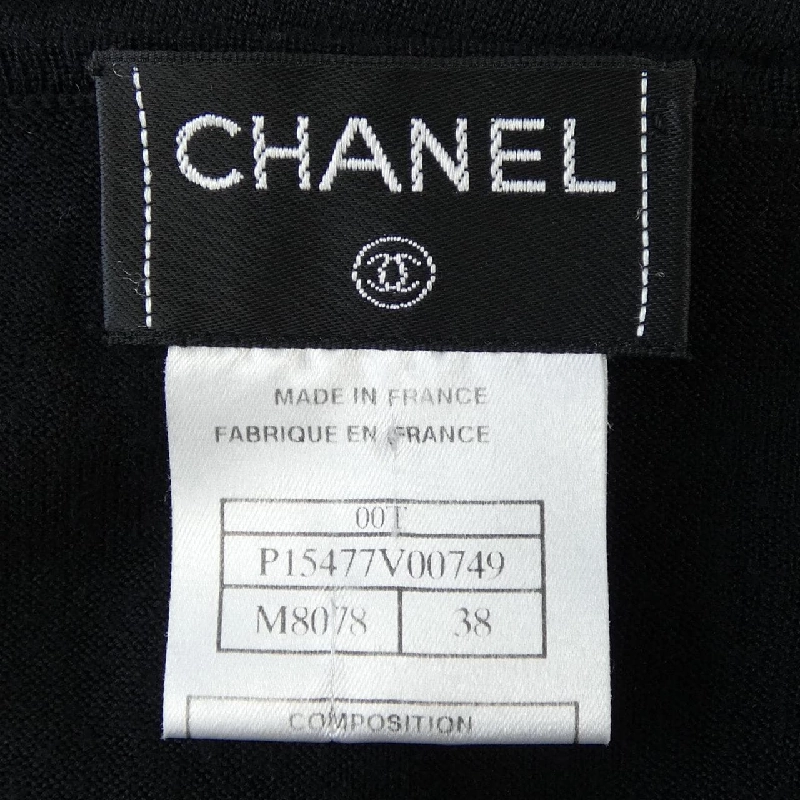 CHANEL
MADE IN FRANCE
FABRIQUE EN FRANCE
00T
P15477V00749
M8078 38
COMPOSITION